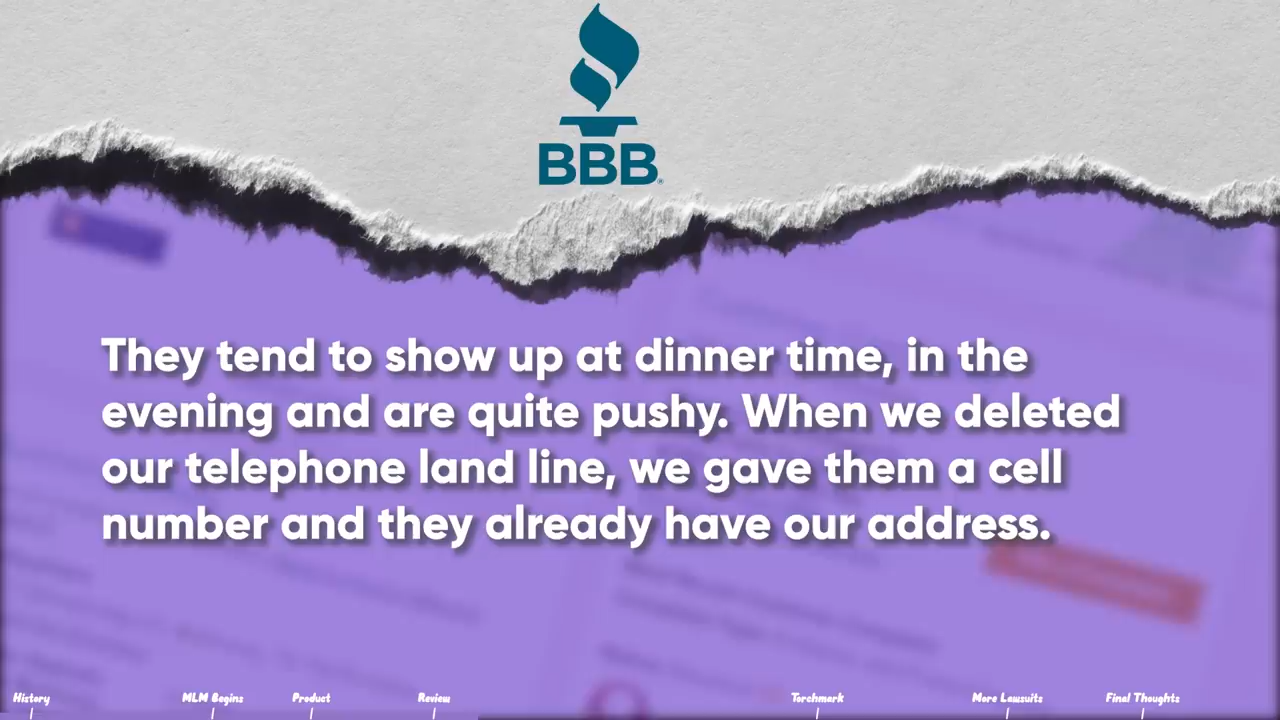 BBB
They tend to show up at dinner time, in the
evening and are quite pushy. When we deleted
our telephone land line, we gave them a cell
number and they already have our address.
History MLM Begins Product Review Torchmark More Lawsuits Final Thoughts